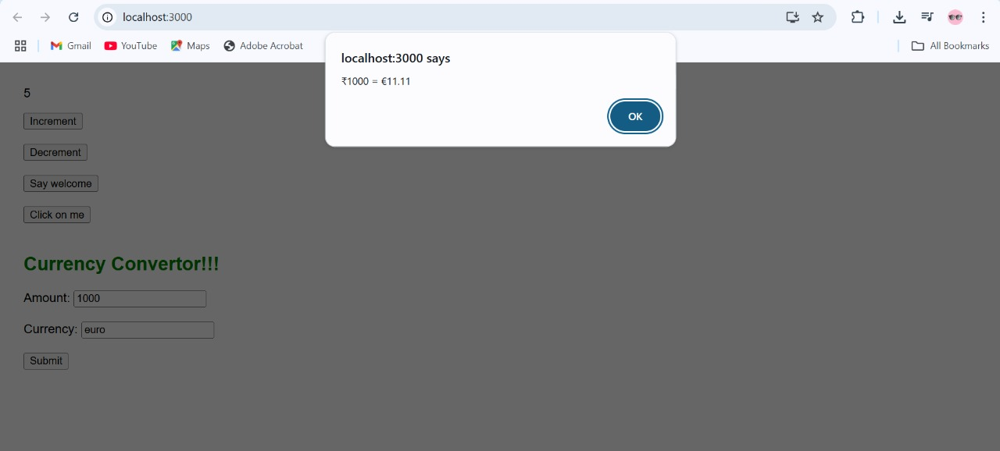 localhost:3000
Gmail YouTube Maps Adobe Acrobat All Bookmarks
localhost:3000 says
₹1000 = €11.11
OK
5
Increment
Decrement
Say welcome
Click on me
Currency Convertor!!!
Amount: 1000
Currency: euro
Submit